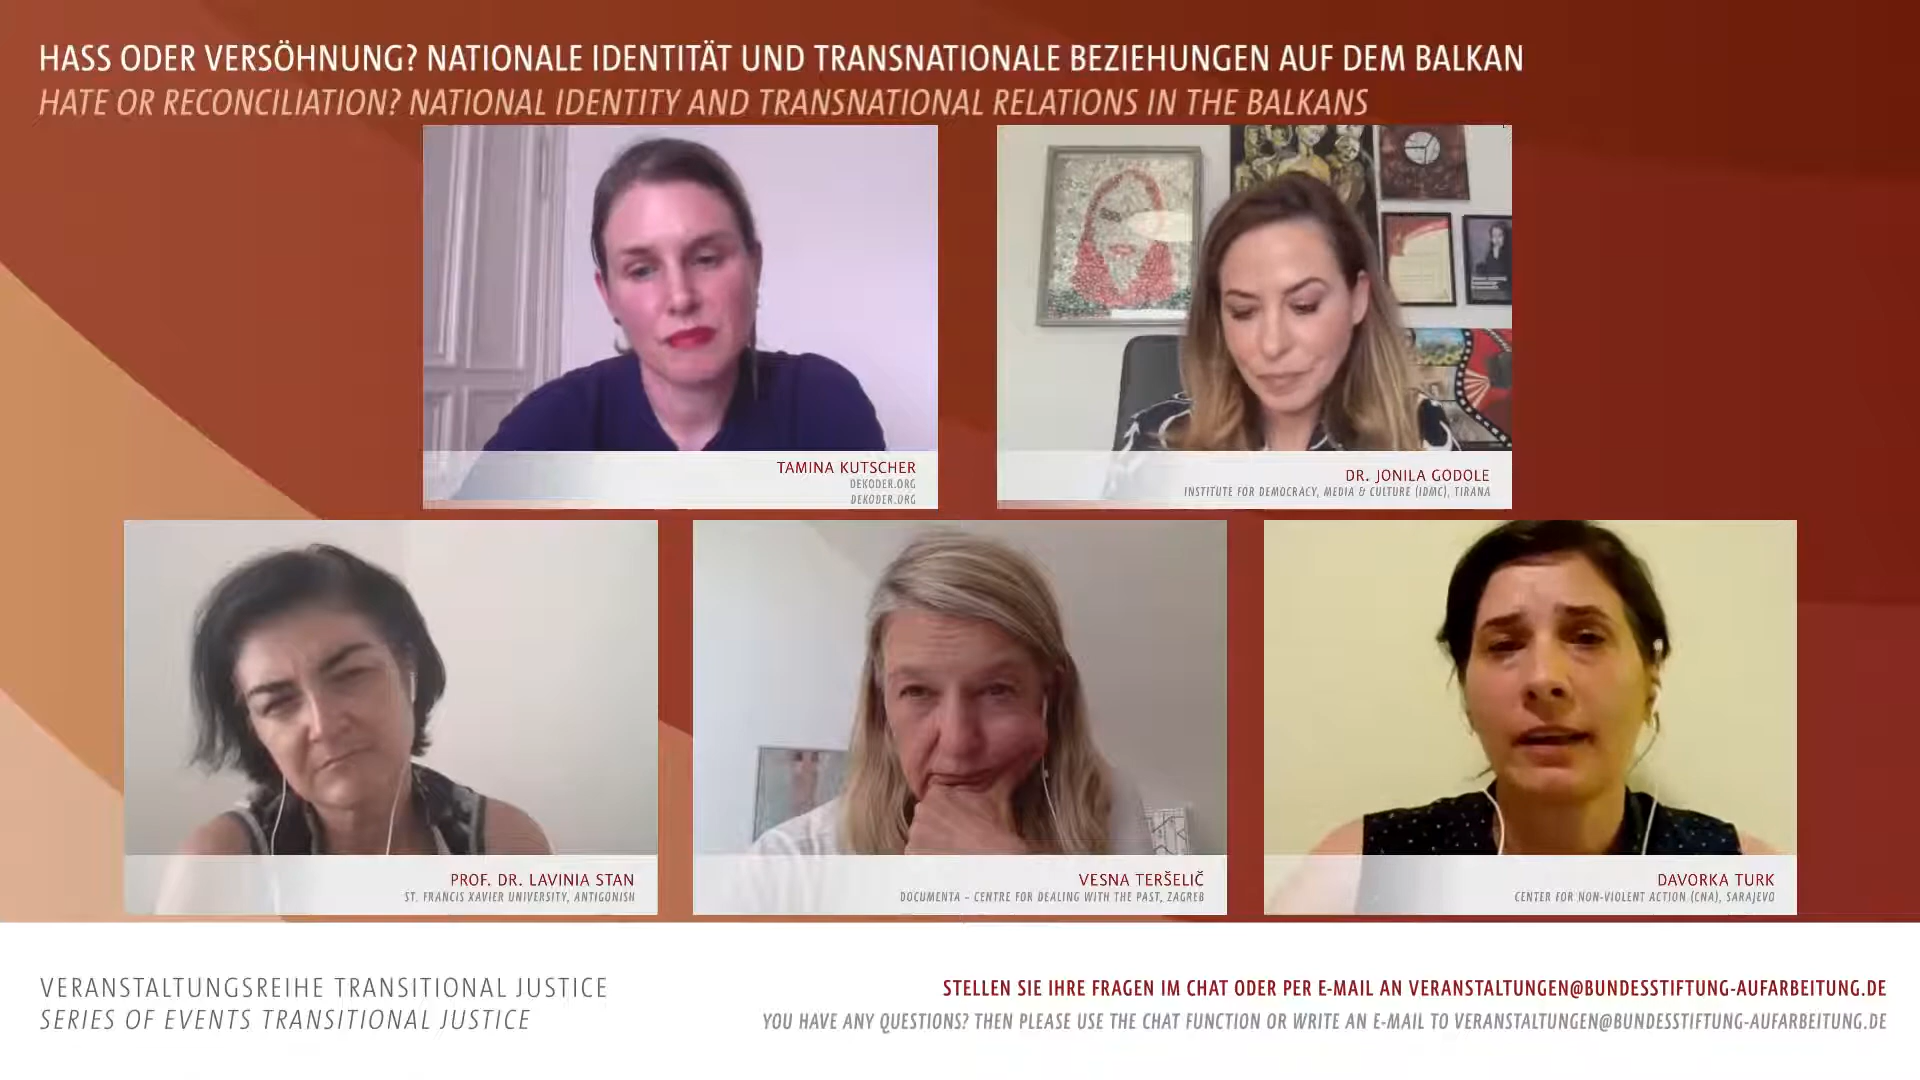 HASS ODER VERSÖHNUNG? NATIONALE IDENTITÄT UND TRANSNATIONALE BEZIEHUNGEN AUF DEM BALKAN
HATE OR RECONCILIATION? NATIONAL IDENTITY AND TRANSNATIONAL RELATIONS IN THE BALKANS
TAMINA KUTSCHER
DEKODER.ORG
DEKODER.ORG
DR. JONILA GODOLE
INSTITUTE FOR DEMOCRACY, MEDIA & CULTURE (IDMC), TIRANA
PROF. DR. LAVINIA STAN
ST. FRANCIS XAVIER UNIVERSITY, ANTIGONISH
VESNA TERŠELIČ
DOCUMENTA – CENTRE FOR DEALING WITH THE PAST, ZAGREB
DAVORKA TURK
CENTER FOR NON-VIOLENT ACTION (CNA), SARAJEVO
VERANSTALTUNGSREIHE TRANSITIONAL JUSTICE
SERIES OF EVENTS TRANSITIONAL JUSTICE
STELLEN SIE IHRE FRAGEN IM CHAT ODER PER E-MAIL AN VERANSTALTUNGEN@BUNDESSTIFTUNG-AUFARBEITUNG.DE
YOU HAVE ANY QUESTIONS? THEN PLEASE USE THE CHAT FUNCTION OR WRITE AN E-MAIL TO VERANSTALTUNGEN@BUNDESSTIFTUNG-AUFARBEITUNG.DE